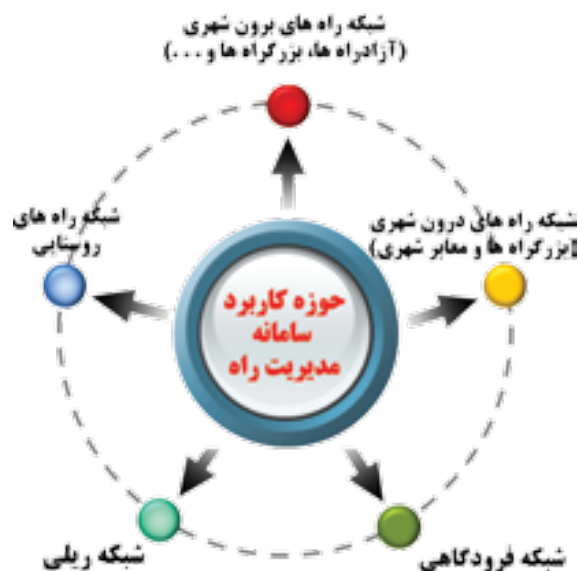 شبکه راه های برون شهری
(آزادراه ها، بزرگراه ها و ...)
شبکه راه های درون شهری
(بزرگراه ها و معابر شهری)
شبکه راه های
روستایی
حوزه کاربرد
سامانه
مدیریت راه
شبکه فرودگاهی
شبکه ریلی